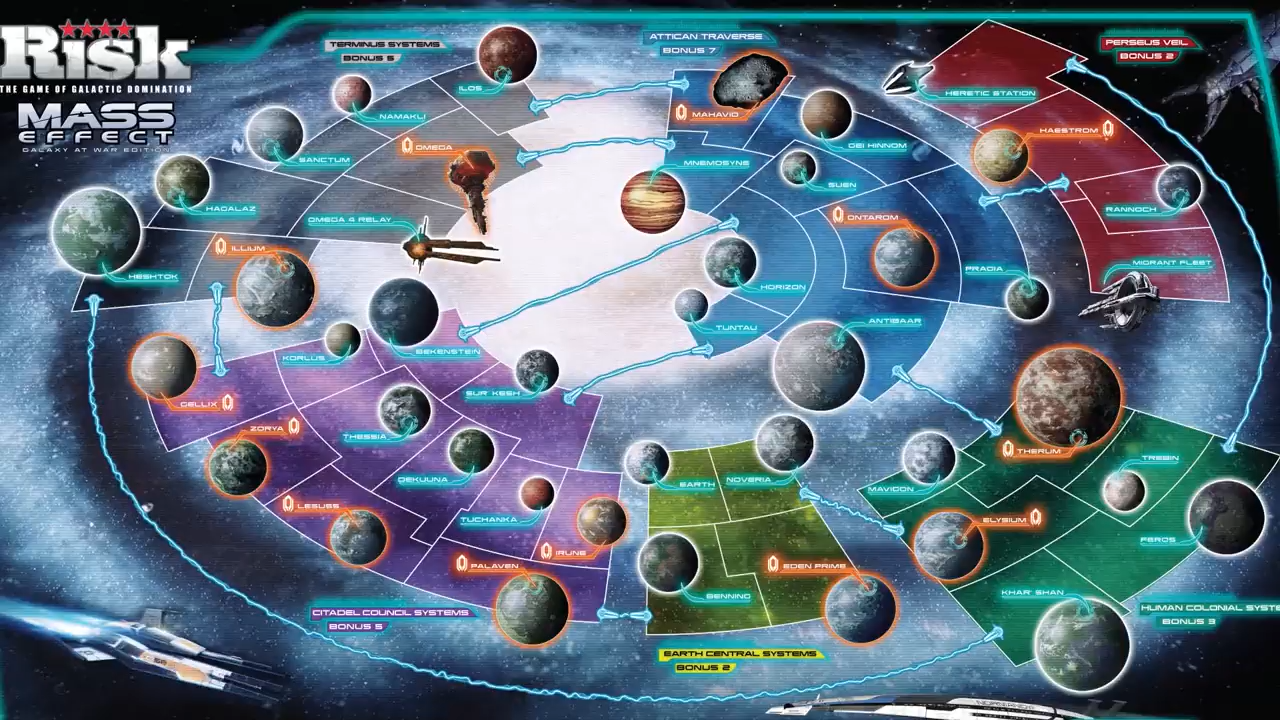 RISK
THE GAME OF GALACTIC DOMINATION
MASS
EFFECT
GALAXY AT WAR EDITION
TERMINUS SYSTEMS
BONUS 5
ATTICAN TRAVERSE
BONUS 7
PERSEUS VEIL
BONUS 2
ILOS
NAMAKLI
SANCTUM
OMEGA
HAGALAZ
OMEGA 4 RELAY
ILLIUM
HESHTOK
MAHAVID
GEI HINNOM
MNEMOSYNE
SUEN
ONTAROM
HORIZON
PRAGIA
TUNTAU
ANTIBAAR
HERETIC STATION
HAESTROM
RANNOCH
MIGRANT FLEET
KORLUS
BEKENSTEIN
GELLIX
SUR' KESH
ZORYA
THESSIA
DEKUUNA
LESUSS
TUCHANKA
IRUNE
PALAVEN
CITADEL COUNCIL SYSTEMS
BONUS 5
EARTH
NOVERIA
BENNING
EDEN PRIME
EARTH CENTRAL SYSTEMS
BONUS 2
THERUM
TREBIN
MAVIGON
ELYSIUM
FEROS
KHAR' SHAN
HUMAN COLONIAL SYSTE
BONUS 3